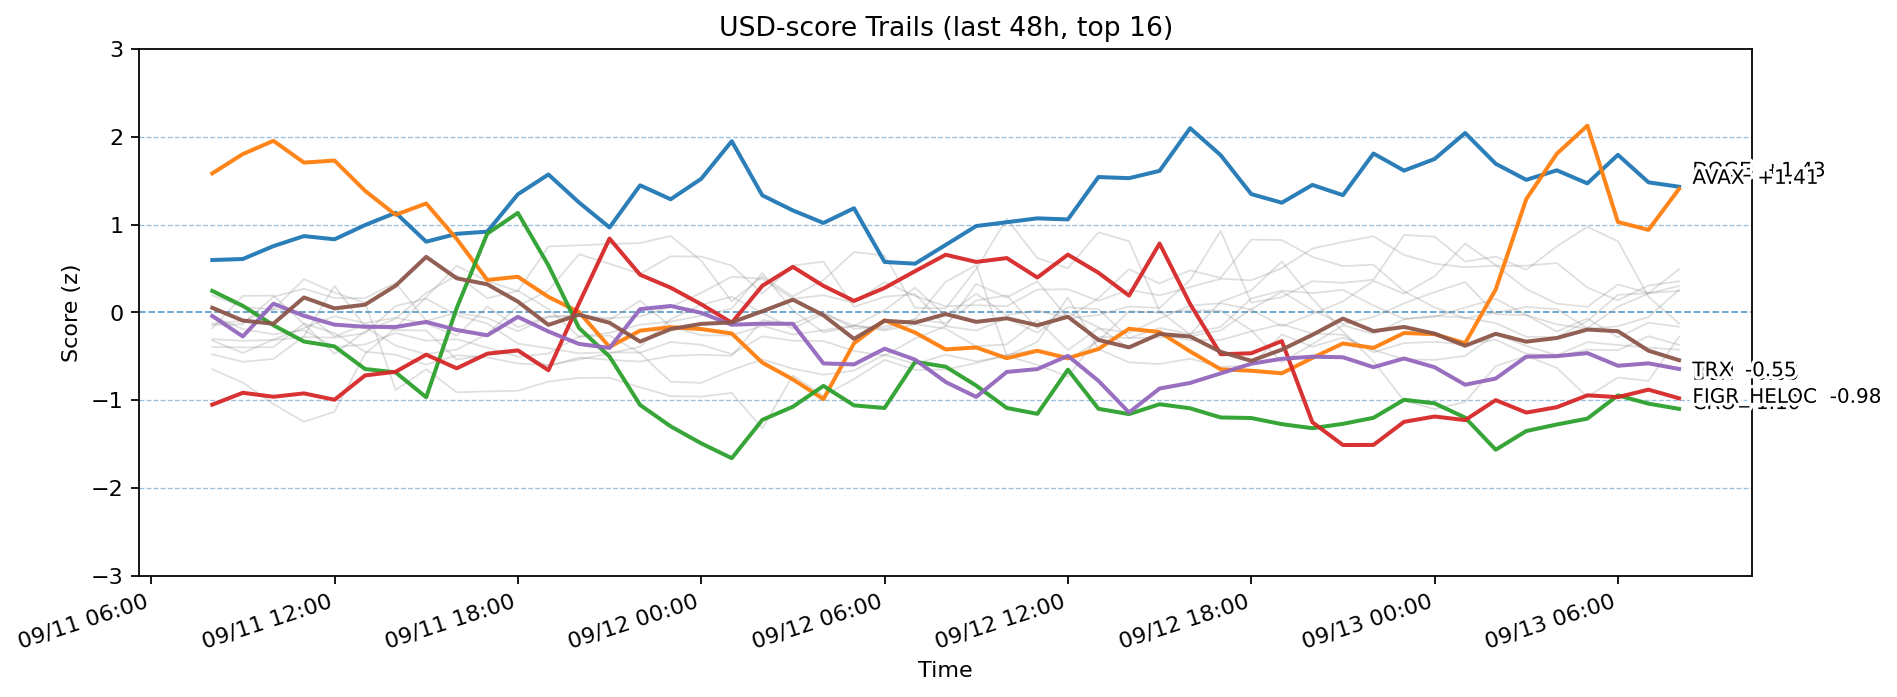 USD-score Trails (last 48h, top 16)
Score (z)
3
2
1
0
−1
−2
−3
AVAX +1.41
TRX -0.55
FIGR_HELOC -0.98
09/11 06:00
09/11 12:00
09/11 18:00
09/12 00:00
09/12 06:00
09/12 12:00
09/12 18:00
09/13 00:00
09/13 06:00
Time